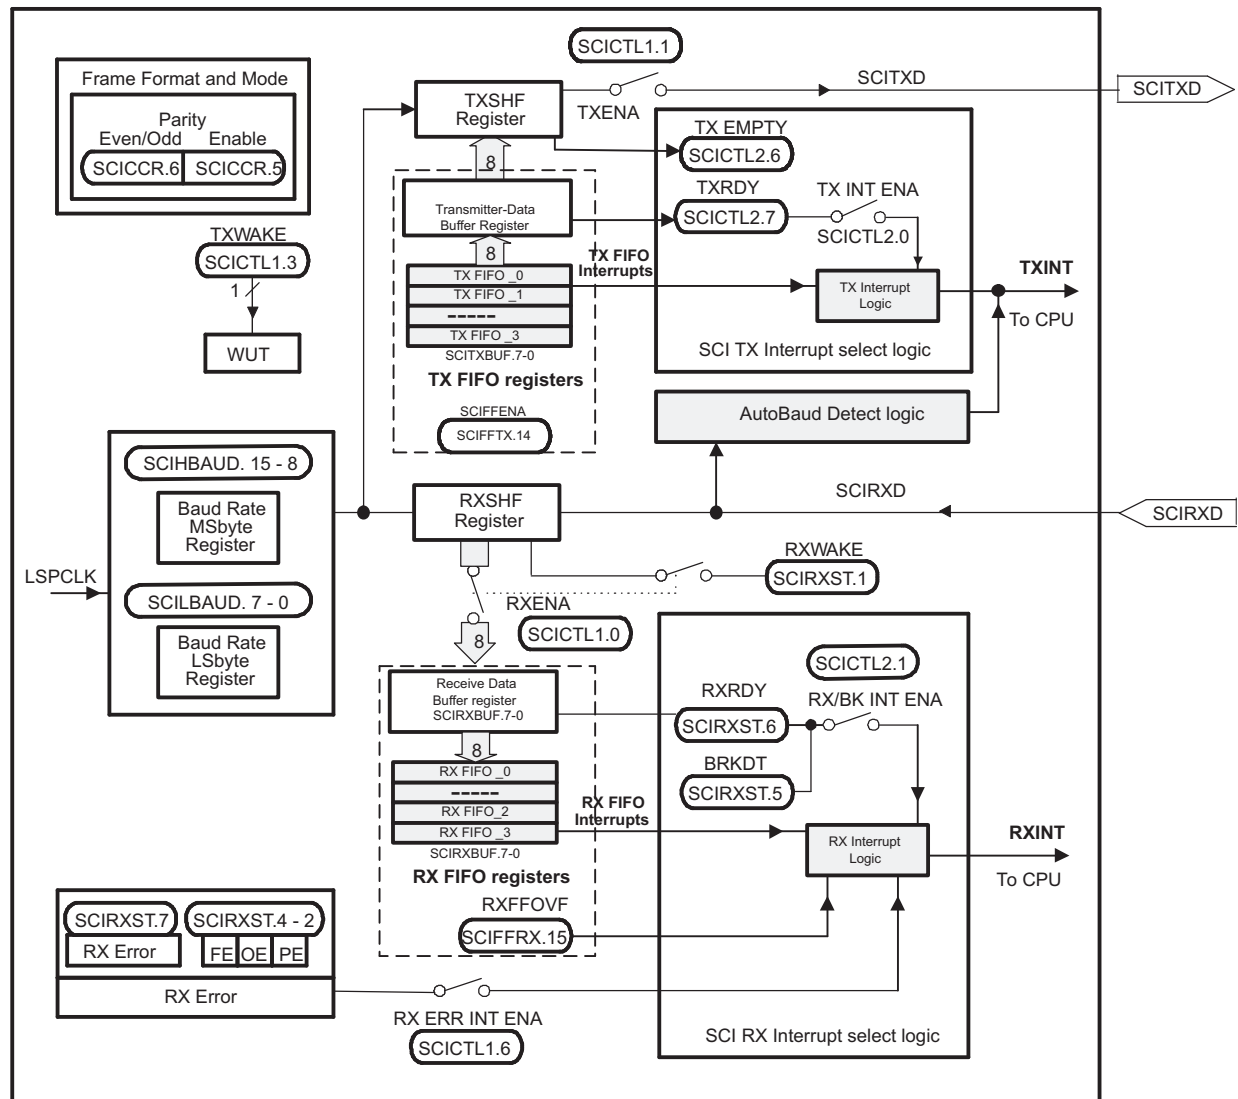 SCICTL1.1
Frame Format and Mode
Parity
Even/Odd Enable
SCICCR.6 SCICCR.5
TXSHF
Register
TXENA
SCITXD
SCITXD
TX EMPTY
SCICTL2.6
8
Transmitter-Data
Buffer Register
TXRDY
SCICTL2.7
TX INT ENA
SCICTL2.0
TXWAKE
SCICTL1.3
1
WUT
8
TX FIFO _0
TX FIFO _1
-----
TX FIFO _3
SCITXBUF.7-0
TX FIFO registers
SCIFFENA
SCIFFTX.14
TX FIFO
Interrupts
TX Interrupt
Logic
TXINT
To CPU
SCI TX Interrupt select logic
AutoBaud Detect logic
SCIHBAUD. 15 - 8
Baud Rate
MSbyte
Register
LSPCLK
SCILBAUD. 7 - 0
Baud Rate
LSbyte
Register
RXSHF
Register
SCIRXD
SCIRXD
RXWAKE
SCIRXST.1
RXENA
SCICTL1.0
8
Receive Data
Buffer register
SCIRXBUF.7-0
8
RX FIFO _0
-----
RX FIFO_2
RX FIFO _3
SCIRXBUF.7-0
RX FIFO registers
RXFFOVF
SCIFFRX.15
RX FIFO
Interrupts
SCICTL2.1
RXRDY
RX/BK INT ENA
SCIRXST.6
BRKDT
SCIRXST.5
RX Interrupt
Logic
RXINT
To CPU
SCI RX Interrupt select logic
SCIRXST.7 SCIRXST.4 - 2
RX Error FE OE PE
RX Error
RX ERR INT ENA
SCICTL1.6